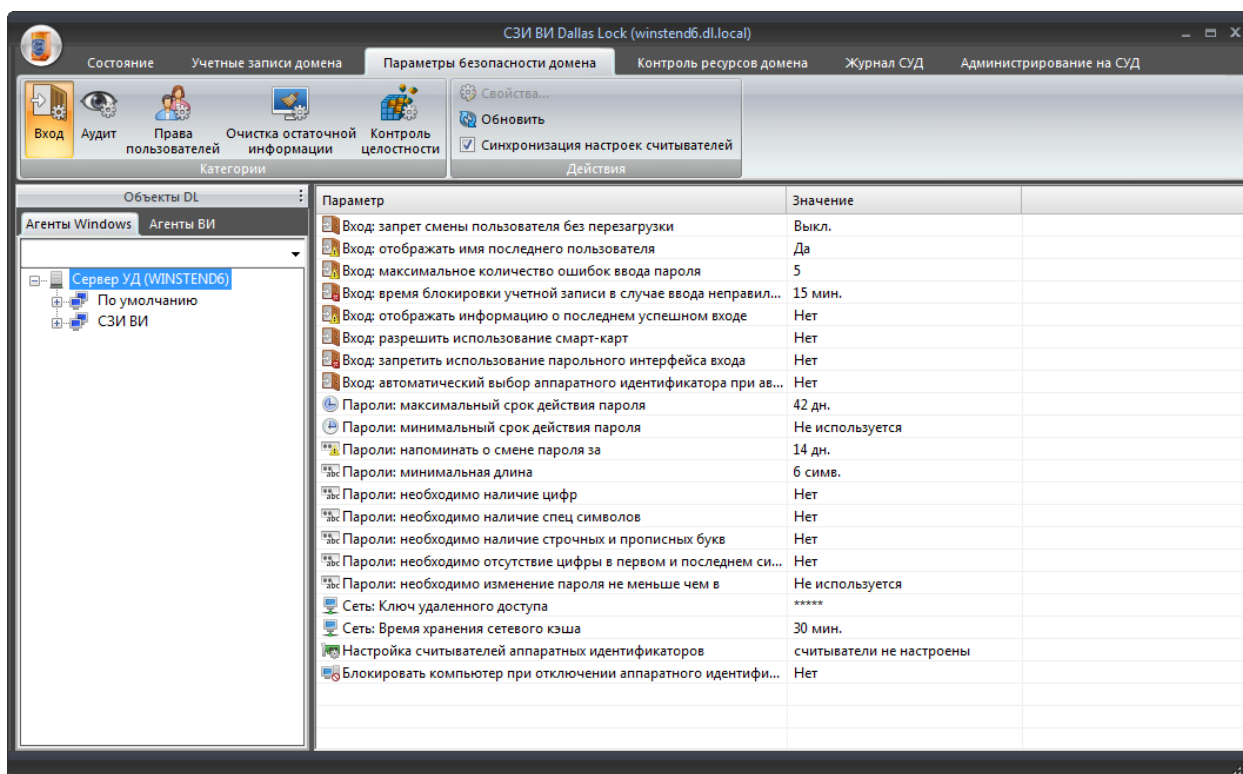 СЗИ ВИ Dallas Lock (winstend6.dl.local)
Состояние Учетные записи домена Параметры безопасности домена Контроль ресурсов домена Журнал СУД Администрирование на СУД
Вход
Аудит
Права пользователей
Очистка остаточной информации
Контроль целостности
Категории
Свойства...
Обновить
Синхронизация настроек считывателей
Действия
Объекты DL
Агенты Windows Агенты ВИ
Сервер УД (WINSTEND6)
По умолчанию
СЗИ ВИ
Параметр Значение
Вход: запрет смены пользователя без перезагрузки Выкл.
Вход: отображать имя последнего пользователя Да
Вход: максимальное количество ошибок ввода пароля 5
Вход: время блокировки учетной записи в случае ввода неправил... 15 мин.
Вход: отображать информацию о последнем успешном входе Нет
Вход: разрешить использование смарт-карт Нет
Вход: запретить использование парольного интерфейса входа Нет
Вход: автоматический выбор аппаратного идентификатора при ав... Нет
Пароли: максимальный срок действия пароля 42 дн.
Пароли: минимальный срок действия пароля Не используется
Пароли: напоминать о смене пароля за 14 дн.
Пароли: минимальная длина 6 симв.
Пароли: необходимо наличие цифр Нет
Пароли: необходимо наличие спец символов Нет
Пароли: необходимо наличие строчных и прописных букв Нет
Пароли: необходимо отсутствие цифры в первом и последнем си... Нет
Пароли: необходимо изменение пароля не меньше чем в Не используется
Сеть: Ключ удаленного доступа *****
Сеть: Время хранения сетевого кэша 30 мин.
Настройка считывателей аппаратных идентификаторов считыватели не настроены
Блокировать компьютер при отключении аппаратного идентифи... Нет